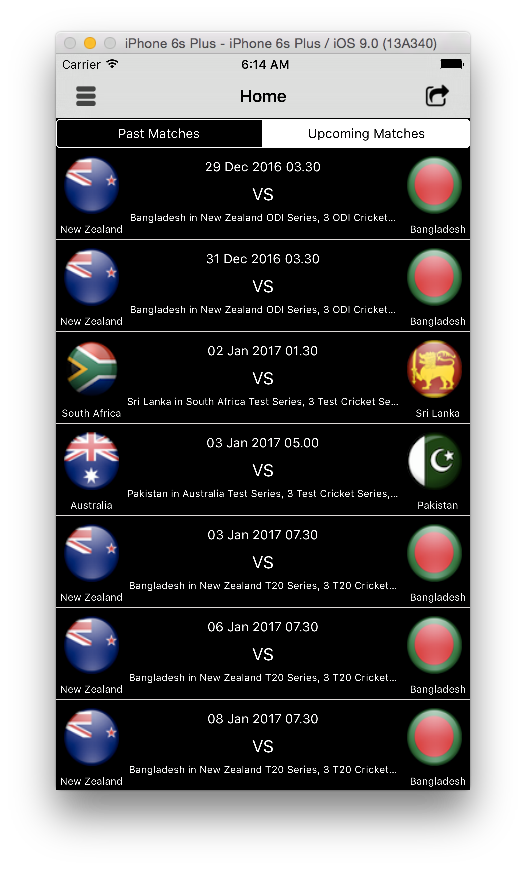 iPhone 6s Plus - iPhone 6s Plus / iOS 9.0 (13A340)
Carrier 6:14 AM
Home
Past Matches Upcoming Matches
29 Dec 2016 03.30
VS
Bangladesh in New Zealand ODI Series, 3 ODI Cricket...
New Zealand Bangladesh
31 Dec 2016 03.30
VS
Bangladesh in New Zealand ODI Series, 3 ODI Cricket...
New Zealand Bangladesh
02 Jan 2017 01.30
VS
Sri Lanka in South Africa Test Series, 3 Test Cricket Se...
South Africa Sri Lanka
03 Jan 2017 05.00
VS
Pakistan in Australia Test Series, 3 Test Cricket Series,...
Australia Pakistan
03 Jan 2017 07.30
VS
Bangladesh in New Zealand T20 Series, 3 T20 Cricket...
New Zealand Bangladesh
06 Jan 2017 07.30
VS
Bangladesh in New Zealand T20 Series, 3 T20 Cricket...
New Zealand Bangladesh
08 Jan 2017 07.30
VS
Bangladesh in New Zealand T20 Series, 3 T20 Cricket...
New Zealand Bangladesh